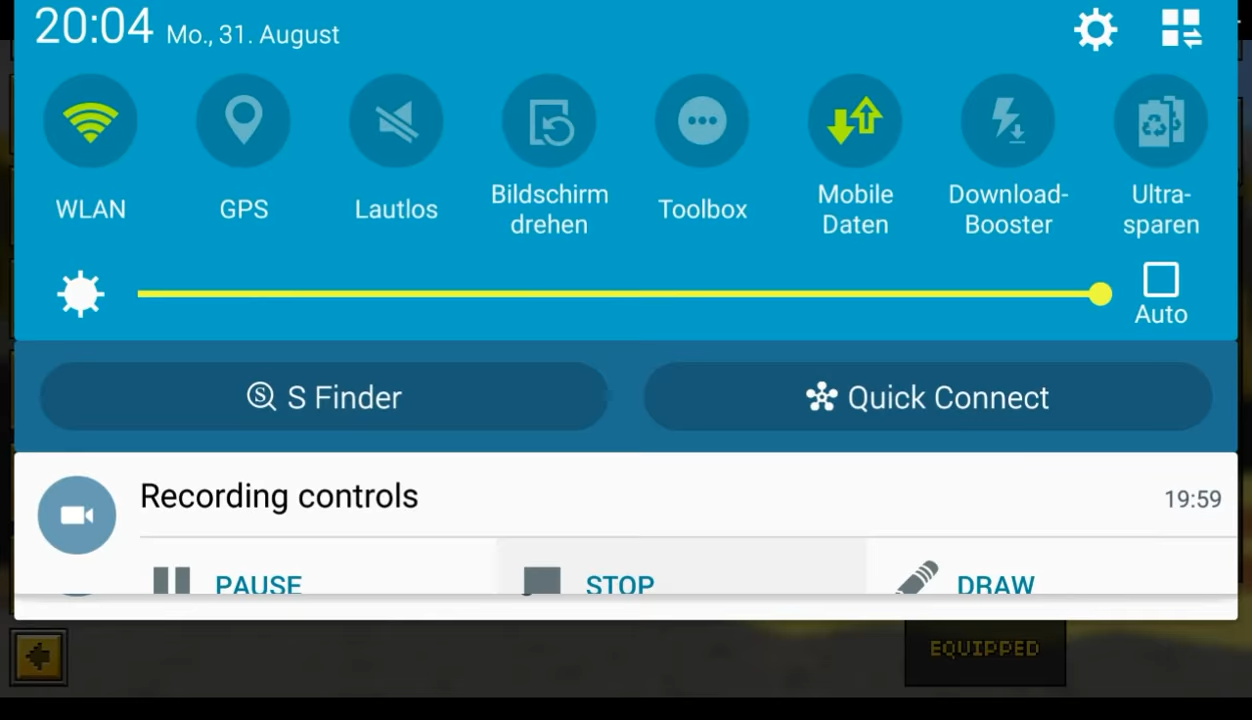 20:04 Mo., 31. August
WLAN
GPS
Lautlos
Bildschirm
drehen
Toolbox
Mobile
Daten
Download-
Booster
Ultra-
sparen
Auto
S Finder
Quick Connect
Recording controls
19:59
PAUSE
STOP
DRAW
EQUIPPED